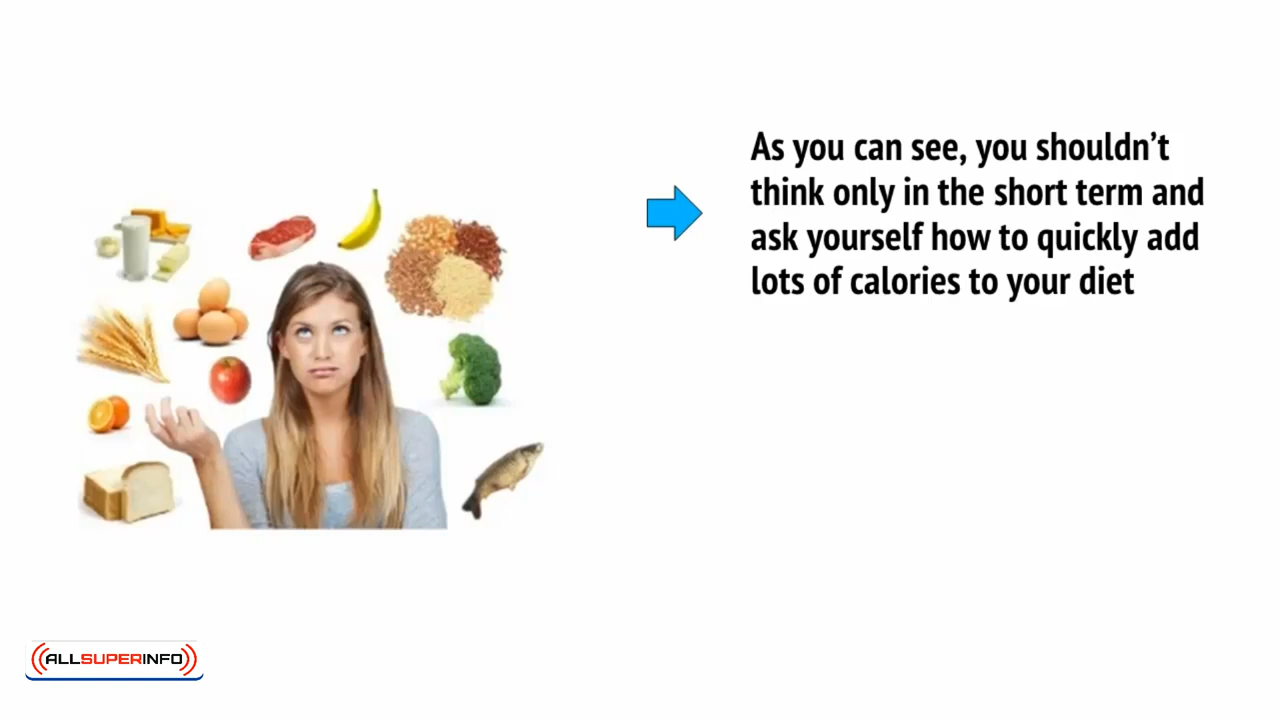 As you can see, you shouldn’t
think only in the short term and
ask yourself how to quickly add
lots of calories to your diet
ALLSUPERINFO